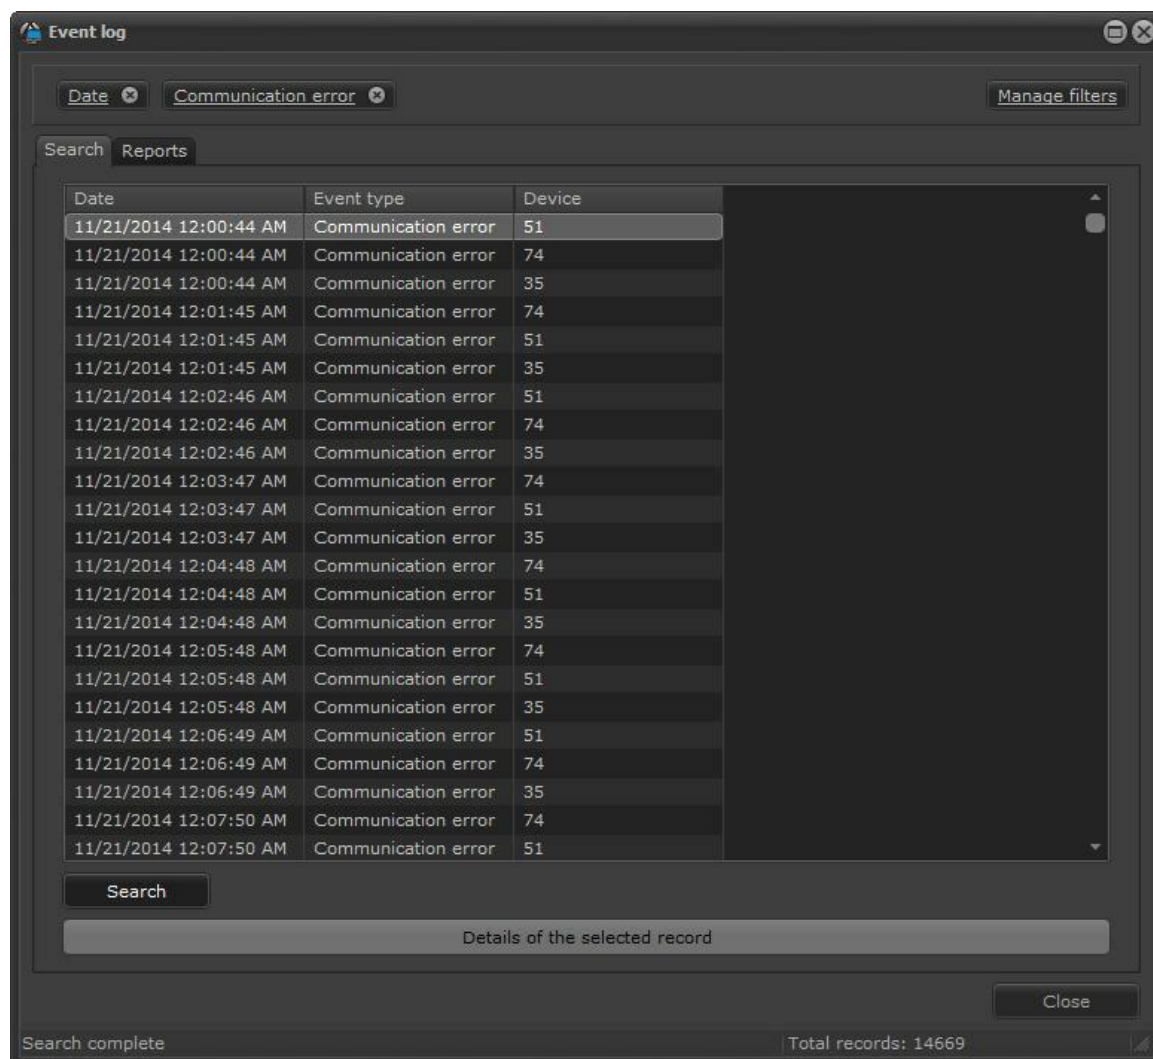 Event log
Date Communication error Manage filters
Search Reports
Date Event type Device
11/21/2014 12:00:44 AM Communication error 51
11/21/2014 12:00:44 AM Communication error 74
11/21/2014 12:00:44 AM Communication error 35
11/21/2014 12:01:45 AM Communication error 74
11/21/2014 12:01:45 AM Communication error 51
11/21/2014 12:01:45 AM Communication error 35
11/21/2014 12:02:46 AM Communication error 51
11/21/2014 12:02:46 AM Communication error 74
11/21/2014 12:02:46 AM Communication error 35
11/21/2014 12:03:47 AM Communication error 74
11/21/2014 12:03:47 AM Communication error 51
11/21/2014 12:03:47 AM Communication error 35
11/21/2014 12:04:48 AM Communication error 74
11/21/2014 12:04:48 AM Communication error 51
11/21/2014 12:04:48 AM Communication error 35
11/21/2014 12:05:48 AM Communication error 74
11/21/2014 12:05:48 AM Communication error 51
11/21/2014 12:05:48 AM Communication error 35
11/21/2014 12:06:49 AM Communication error 51
11/21/2014 12:06:49 AM Communication error 74
11/21/2014 12:06:49 AM Communication error 35
11/21/2014 12:07:50 AM Communication error 74
11/21/2014 12:07:50 AM Communication error 51
Search
Details of the selected record
Close
Search complete Total records: 14669